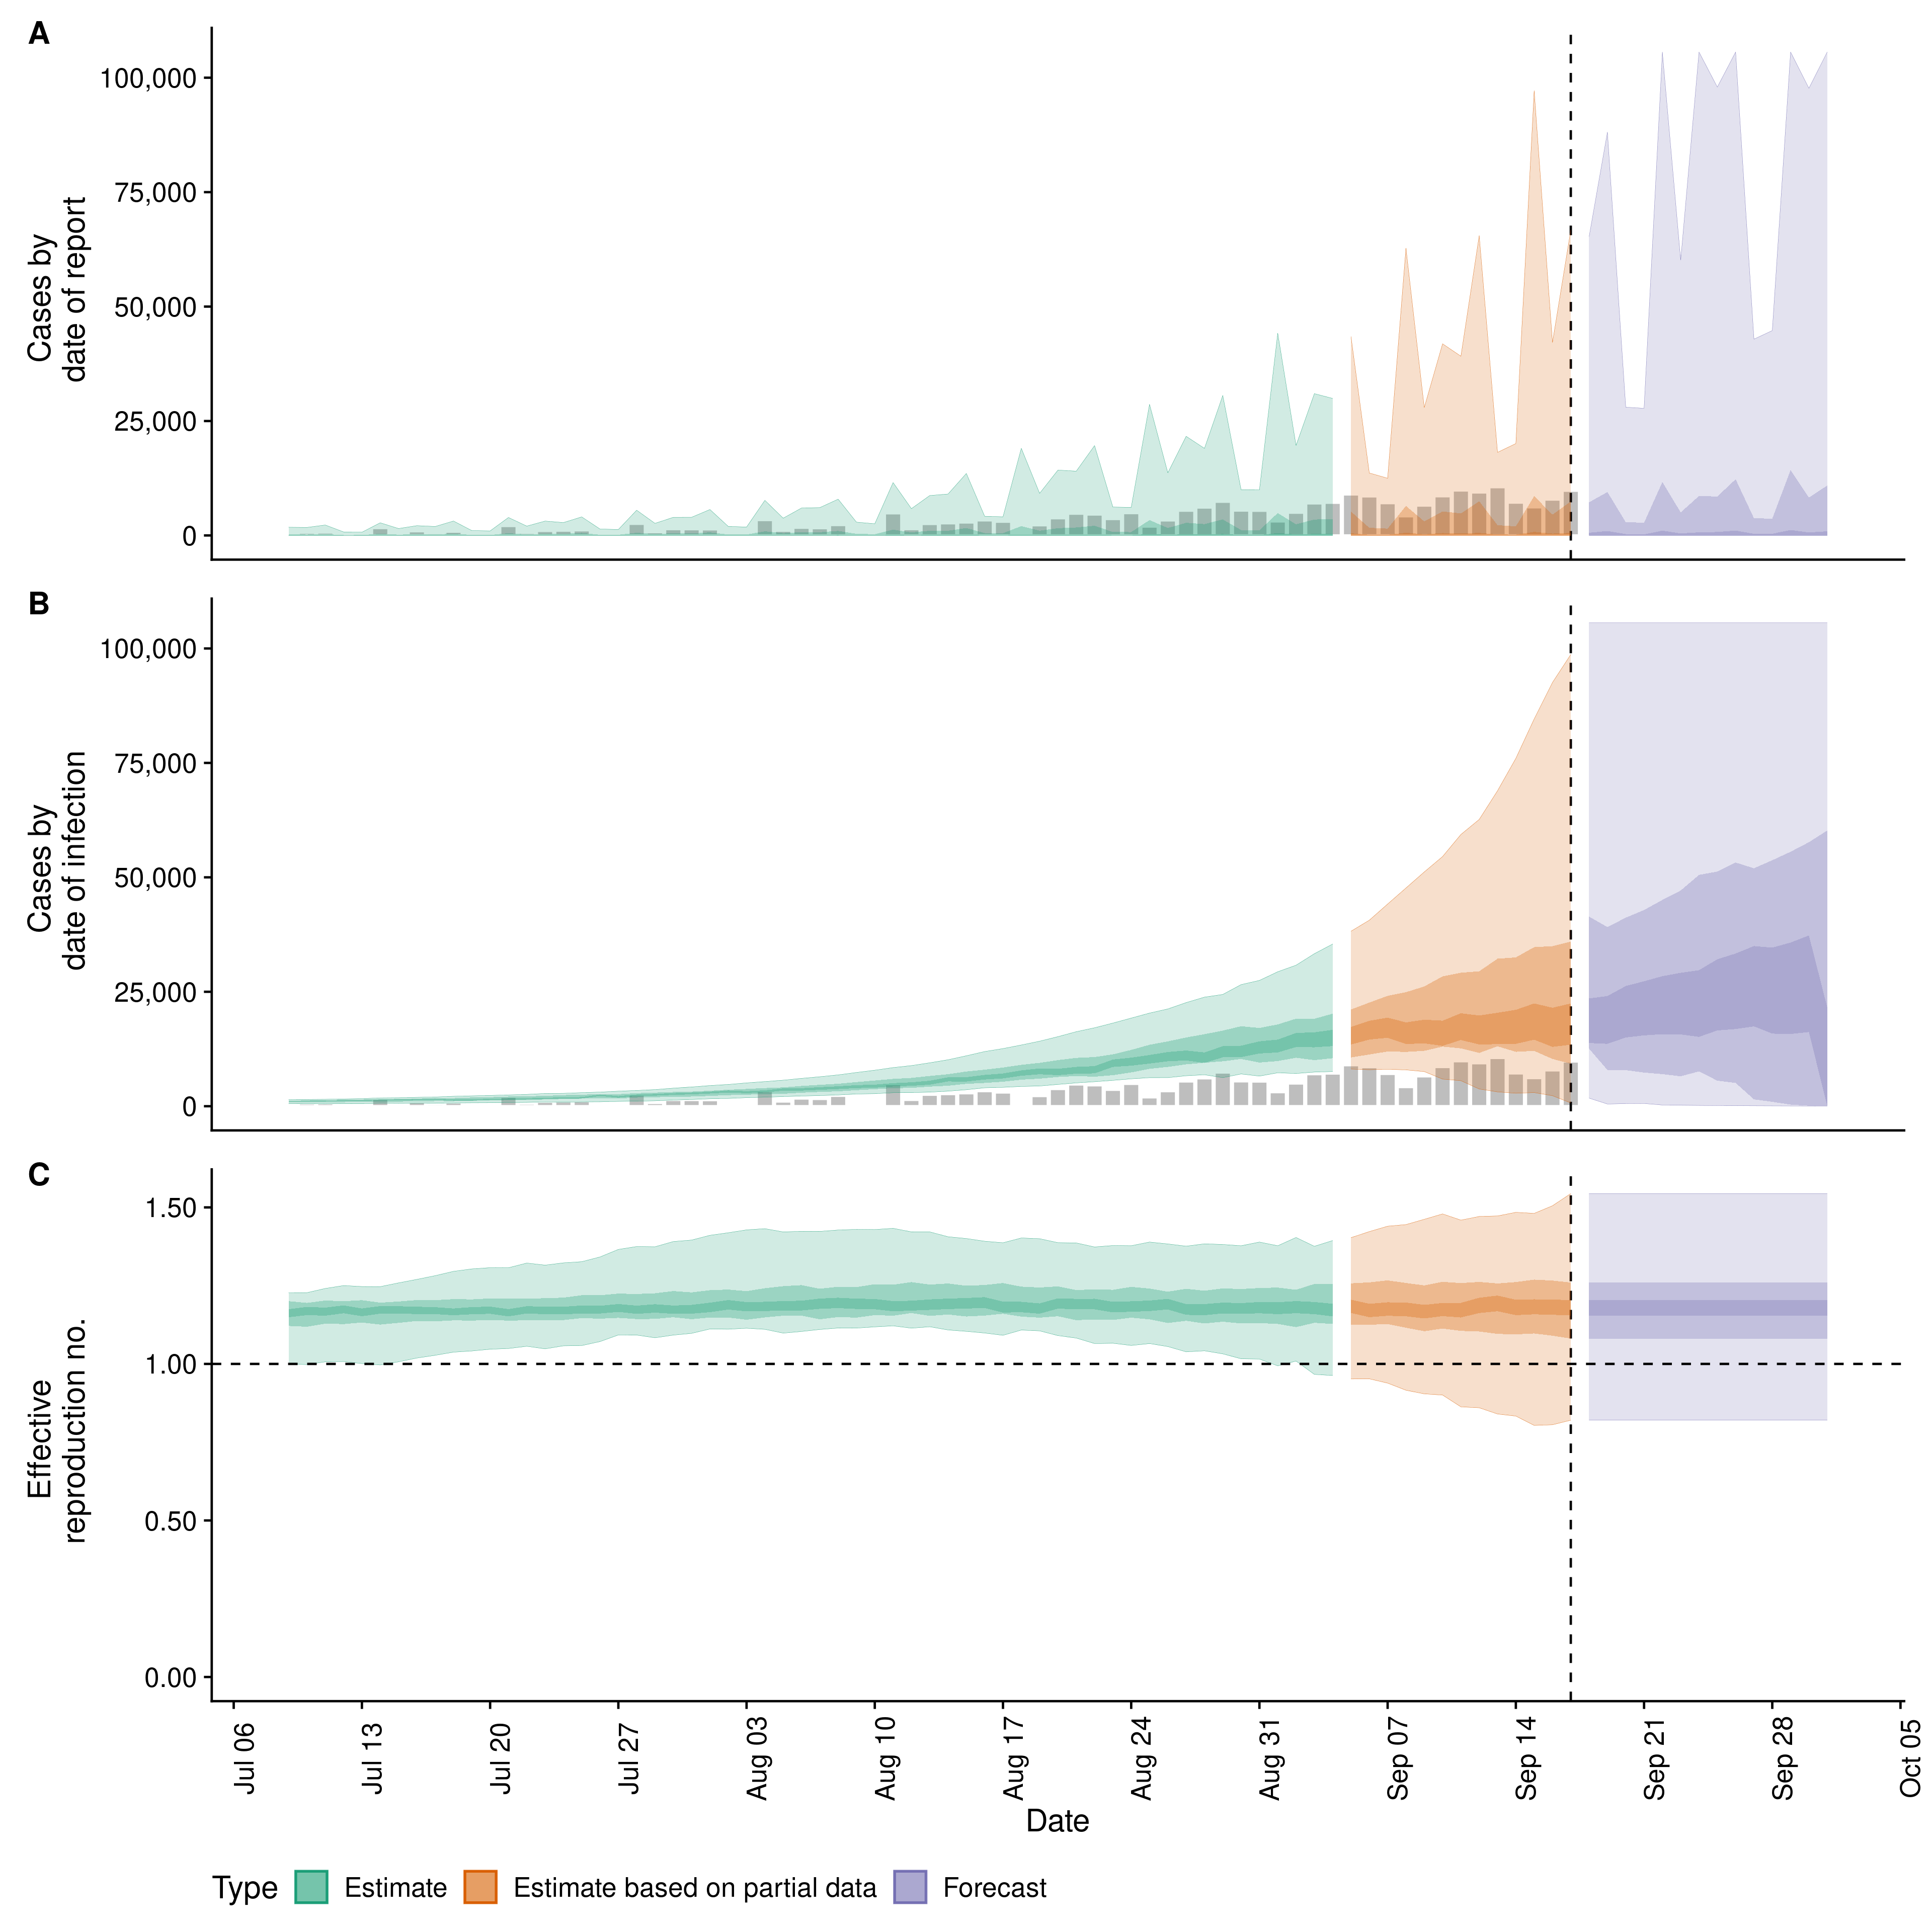 A
Cases by
date of report
100,000
75,000
50,000
25,000
0
B
Cases by
date of infection
100,000
75,000
50,000
25,000
0
C
Effective
reproduction no.
1.50
1.00
0.50
0.00
Jul 06
Jul 13
Jul 20
Jul 27
Aug 03
Aug 10
Aug 17
Aug 24
Aug 31
Sep 07
Sep 14
Sep 21
Sep 28
Oct 05
Date
Type Estimate Estimate based on partial data Forecast